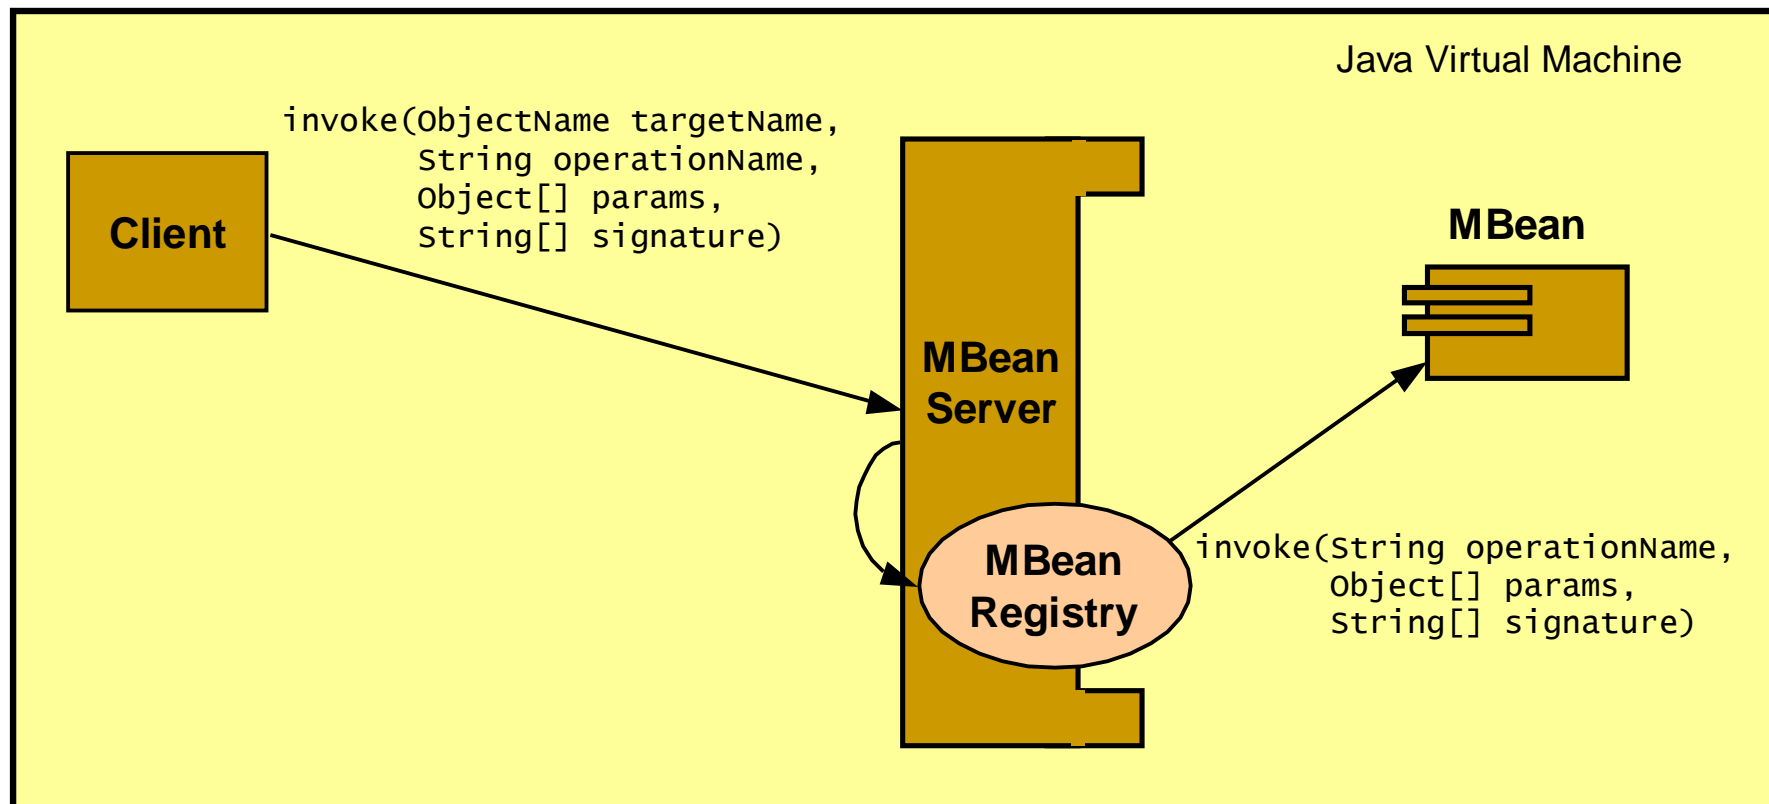 Java Virtual Machine
invoke(ObjectName targetName,
String operationName,
Object[] params,
String[] signature)
Client
MBean
MBean
Server
MBean
Registry
invoke(String operationName,
Object[] params,
String[] signature)